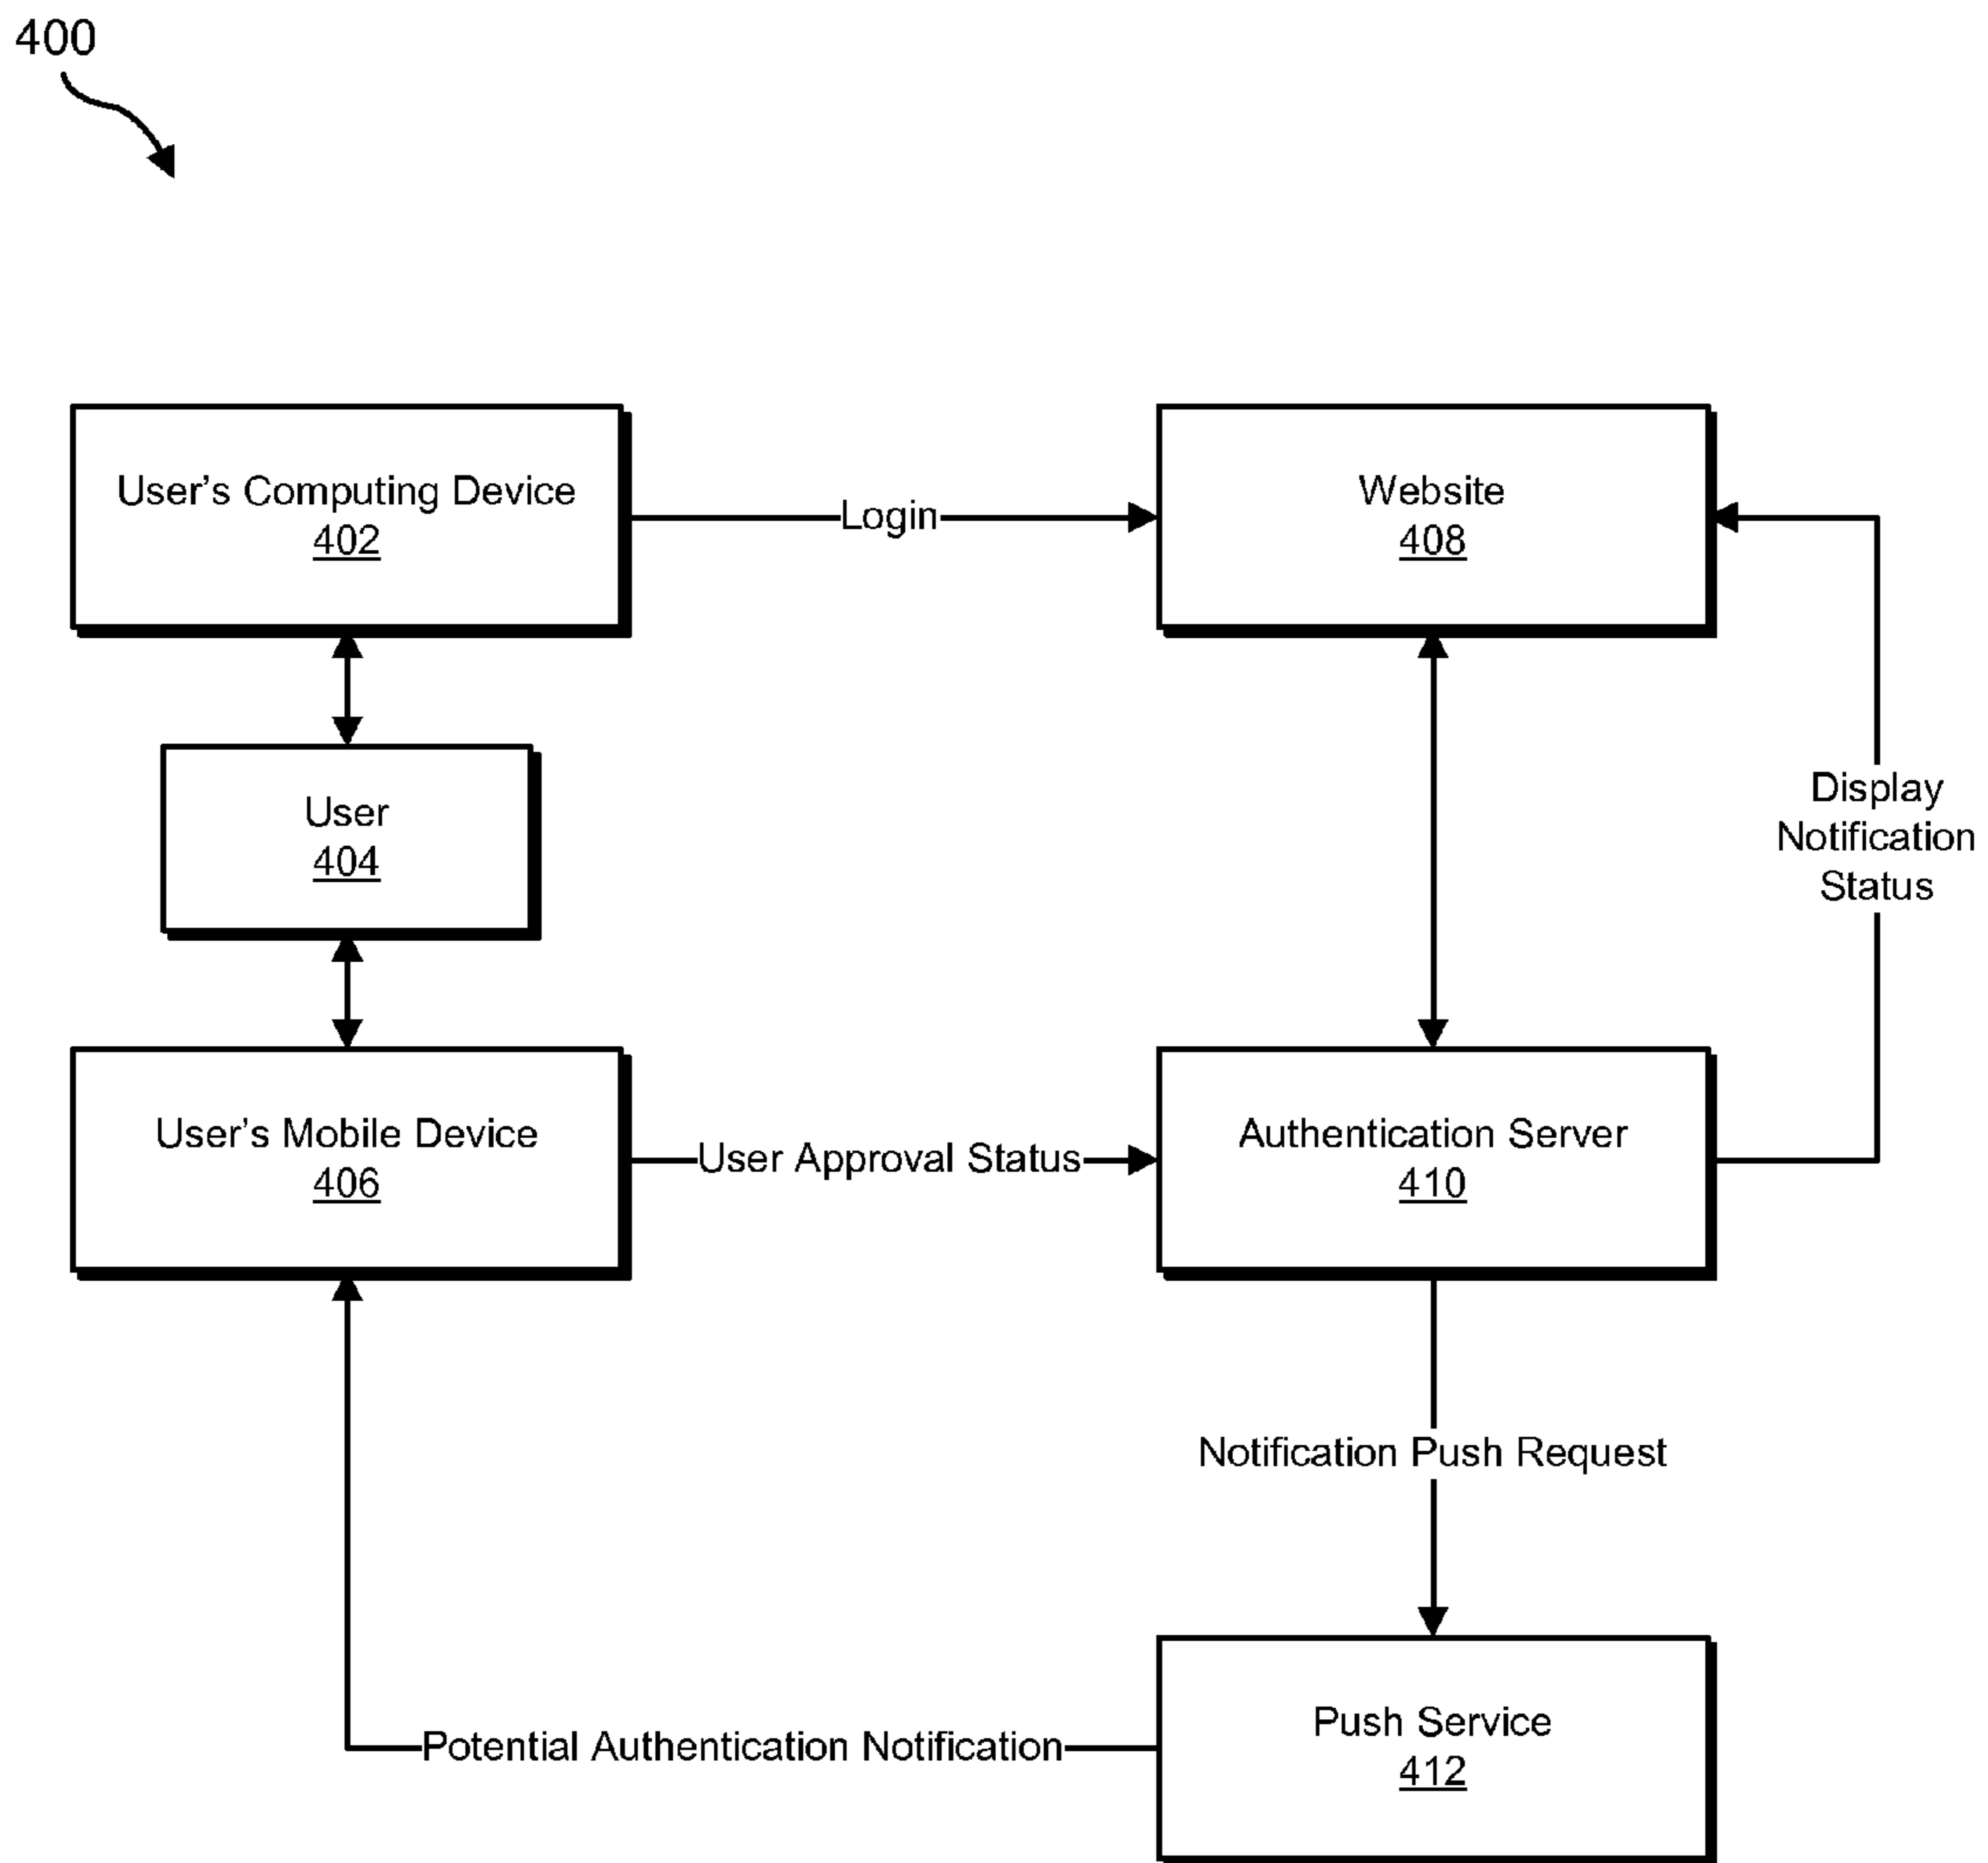 400
User's Computing Device
402
Login
Website
408
User
404
Display
Notification
Status
User's Mobile Device
406
User Approval Status
Authentication Server
410
Notification Push Request
Potential Authentication Notification
Push Service
412